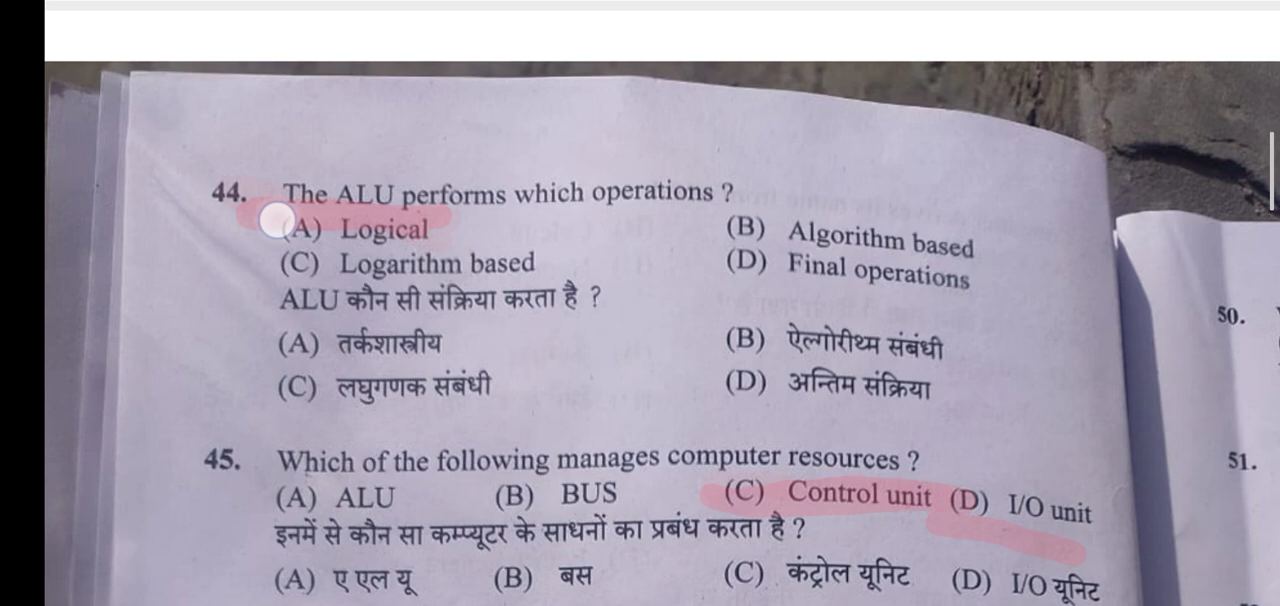 44. The ALU performs which operations ?
(A) Logical (B) Algorithm based
(C) Logarithm based (D) Final operations
ALU कौन सी संक्रिया करता है ?
(A) तर्कशास्त्रीय (B) ऐल्गोरीथ्म संबंधी
(C) लघुगणक संबंधी (D) अन्तिम संक्रिया
45. Which of the following manages computer resources ?
(A) ALU (B) BUS (C) Control unit (D) I/O unit
इनमें से कौन सा कम्प्यूटर के साधनों का प्रबंध करता है ?
(A) ए एल यू (B) बस (C) कंट्रोल यूनिट (D) I/O यूनिट
50.
51.